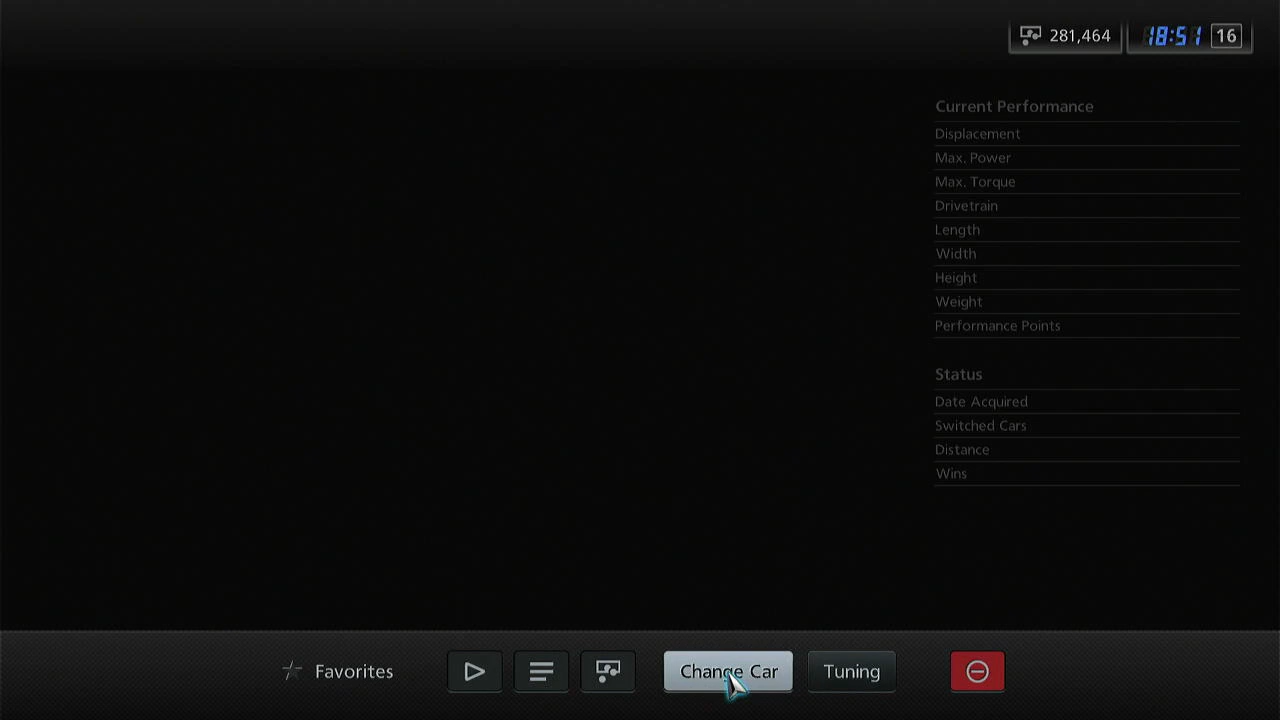 281,464 18:51 16
Current Performance
Displacement
Max. Power
Max. Torque
Drivetrain
Length
Width
Height
Weight
Performance Points
Status
Date Acquired
Switched Cars
Distance
Wins
Favorites Change Car Tuning